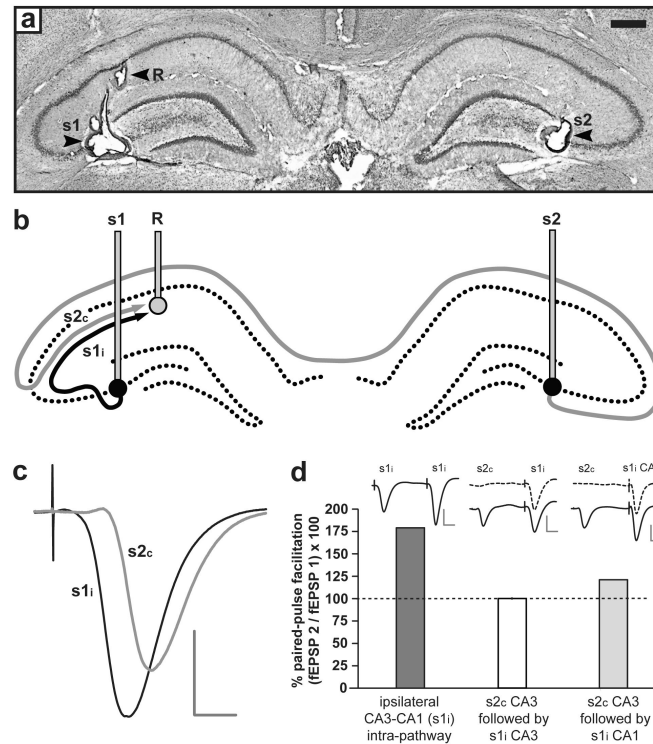 a
R
s1
s2
b
s1
R
s2
s2c
s1i
c
s2c
s1i
d
s1i
s1i
s2c
s1i
s2c
s1i CA
% paired-pulse facilitation
(fEPSP 2 / fEPSP 1) x 100
200
175
150
125
100
75
50
25
0
ipsilateral
CA3-CA1 (s1i)
intra-pathway
s2c CA3
followed by
s1i CA3
s2c CA3
followed by
s1i CA1